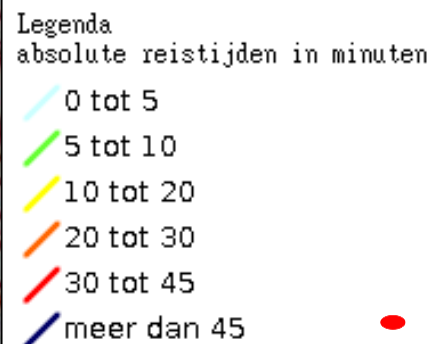 Legenda
absolute reistijden in minuten
0 tot 5
5 tot 10
10 tot 20
20 tot 30
30 tot 45
meer dan 45